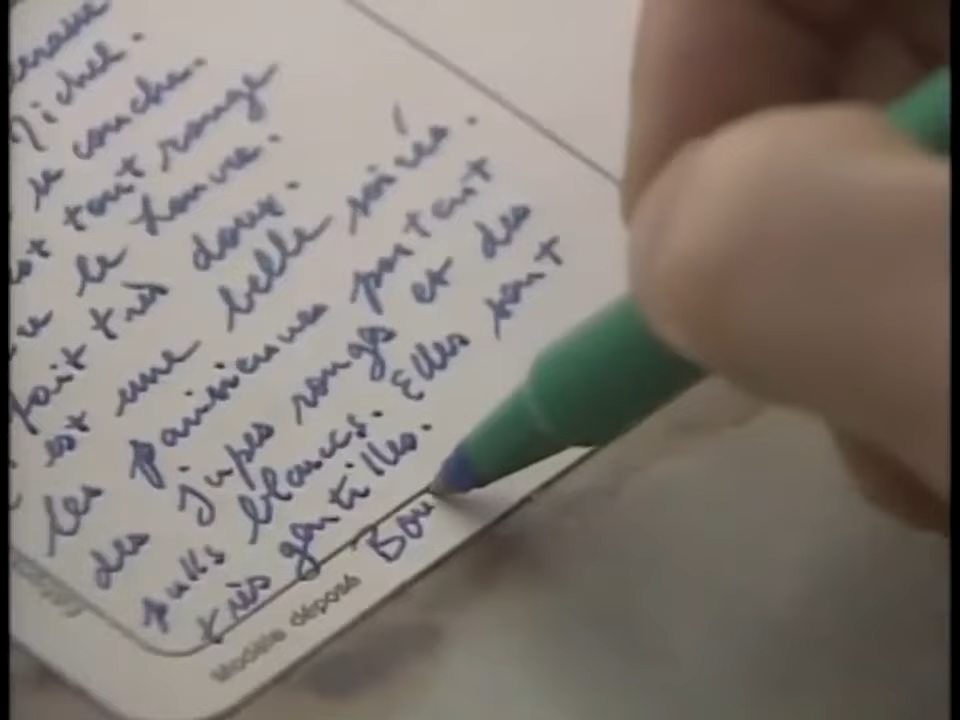 Michel.
se couche.
tout rouge
le Louvre.
fait très doux.
est une belle soirée.
les parisiennes portent
des jupes rouges et des
pulls blancs. Elles sont
très gentilles.
Bou
Modèle déposé